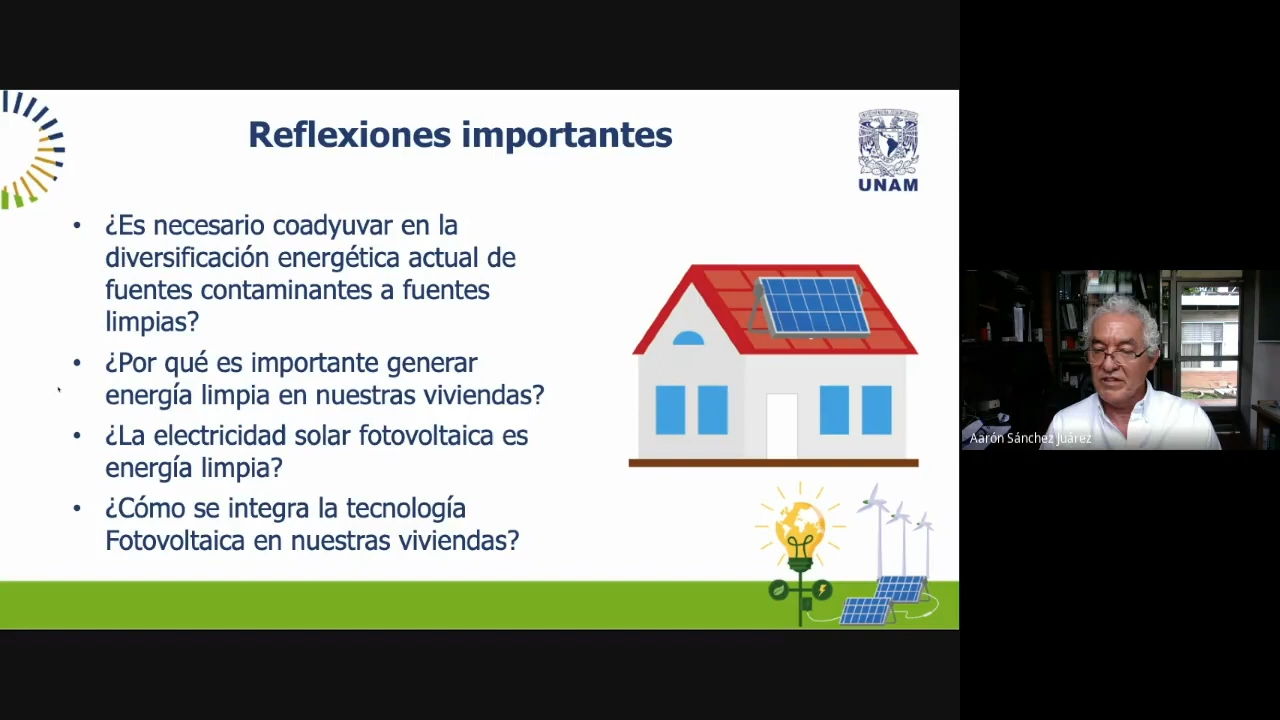 Reflexiones importantes
UNAM
• ¿Es necesario coadyuvar en la
diversificación energética actual de
fuentes contaminantes a fuentes
limpias?
• ¿Por qué es importante generar
energía limpia en nuestras viviendas?
• ¿La electricidad solar fotovoltaica es
energía limpia?
• ¿Cómo se integra la tecnología
Fotovoltaica en nuestras viviendas?
Aarón Sánchez Juárez